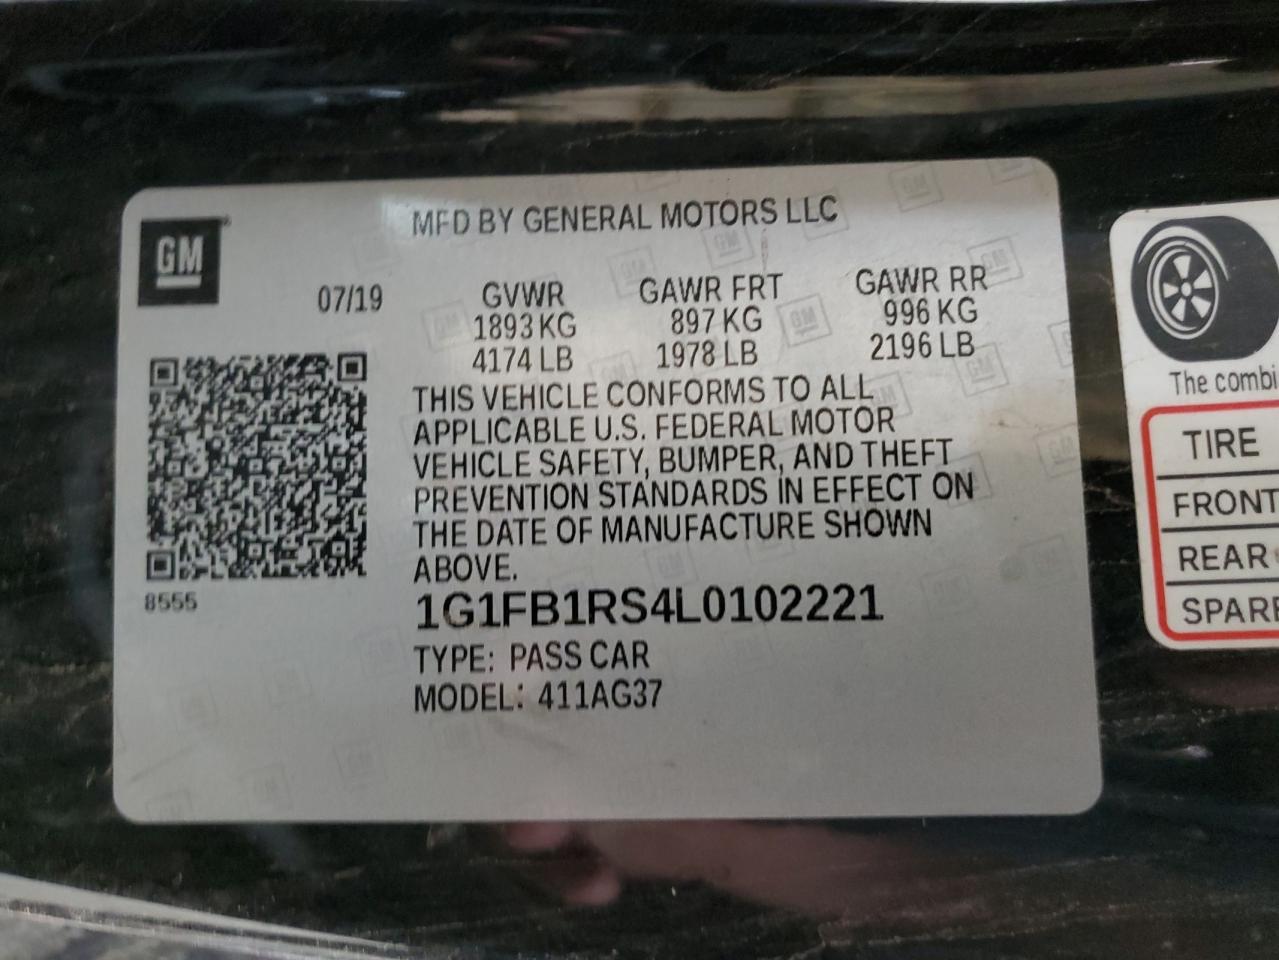 MFD BY GENERAL MOTORS LLC
GM
07/19 GVWR GAWR FRT GAWR RR
1893 KG 897 KG 996 KG
4174 LB 1978 LB 2196 LB
THIS VEHICLE CONFORMS TO ALL
APPLICABLE U.S. FEDERAL MOTOR
VEHICLE SAFETY, BUMPER, AND THEFT
PREVENTION STANDARDS IN EFFECT ON
THE DATE OF MANUFACTURE SHOWN
ABOVE.
8555
1G1FB1RS4L0102221
TYPE: PASS CAR
MODEL: 411AG37
The combi
TIRE
FRONT
REAR
SPARE